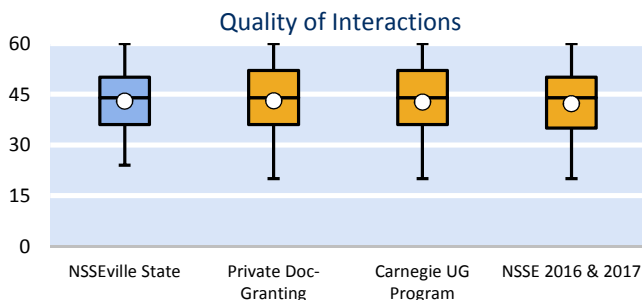 Quality of Interactions
60
45
30
15
0
NSSEville State
Private Doc-
Granting
Carnegie UG
Program
NSSE 2016 & 2017